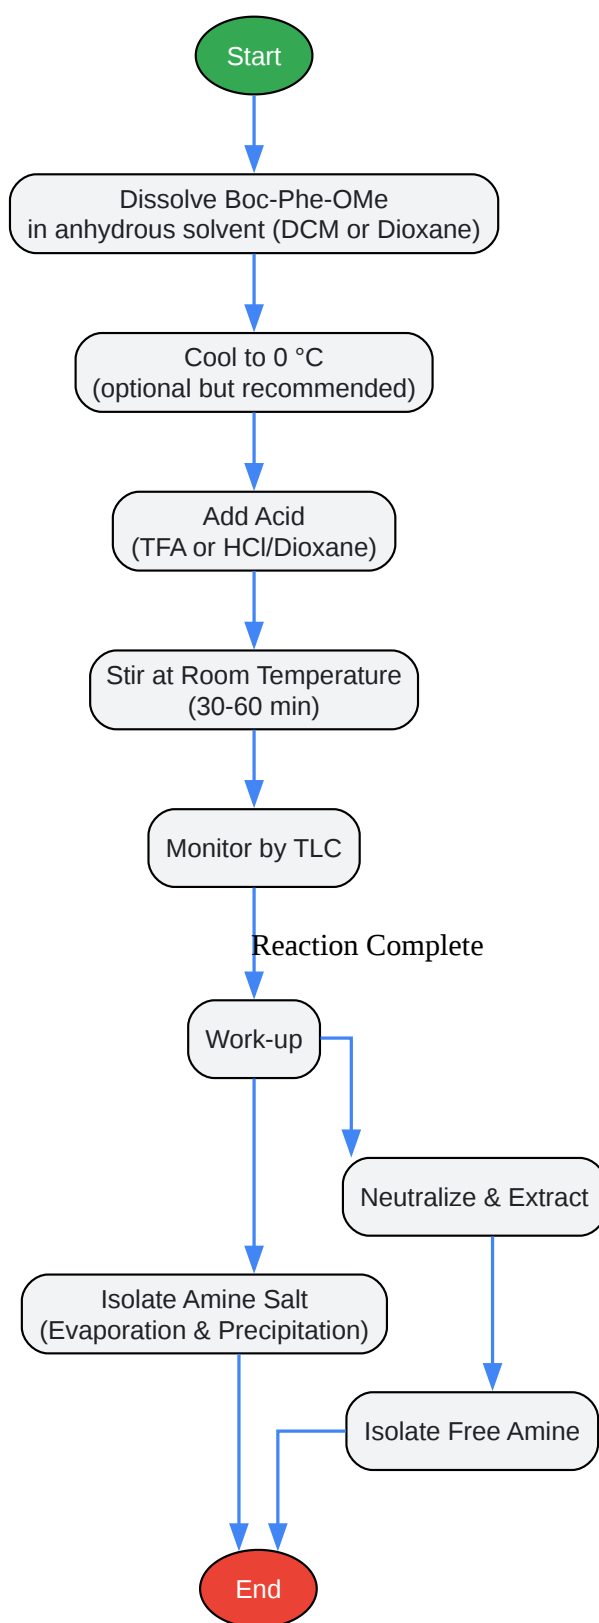 Start
Dissolve Boc-Phe-OMe
in anhydrous solvent (DCM or Dioxane)
Cool to 0 °C
(optional but recommended)
Add Acid
(TFA or HCl/Dioxane)
Stir at Room Temperature
(30-60 min)
Monitor by TLC
Reaction Complete
Work-up
Neutralize & Extract
Isolate Amine Salt
(Evaporation & Precipitation)
Isolate Free Amine
End